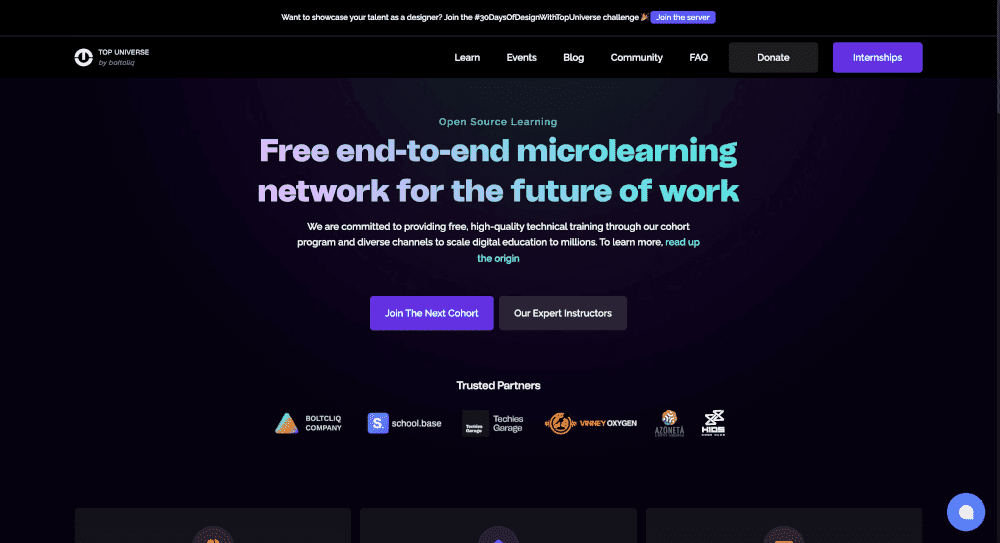 Want to showcase your talent as a designer? Join the #30DaysOfDesignWithTopUniverse challenge 🎉 Join the server
TOP UNIVERSE
by boltcliq
Learn Events Blog Community FAQ Donate Internships
Open Source Learning
Free end-to-end microlearning
network for the future of work
We are committed to providing free, high-quality technical training through our cohort
program and diverse channels to scale digital education to millions. To learn more, read up
the origin
Join The Next Cohort Our Expert Instructors
Trusted Partners
BOLTCLIQ
COMPANY
S. school.base
Techies
Garage
Techies
Garage
VINNEY OXYGEN
AZONETA
KIDS